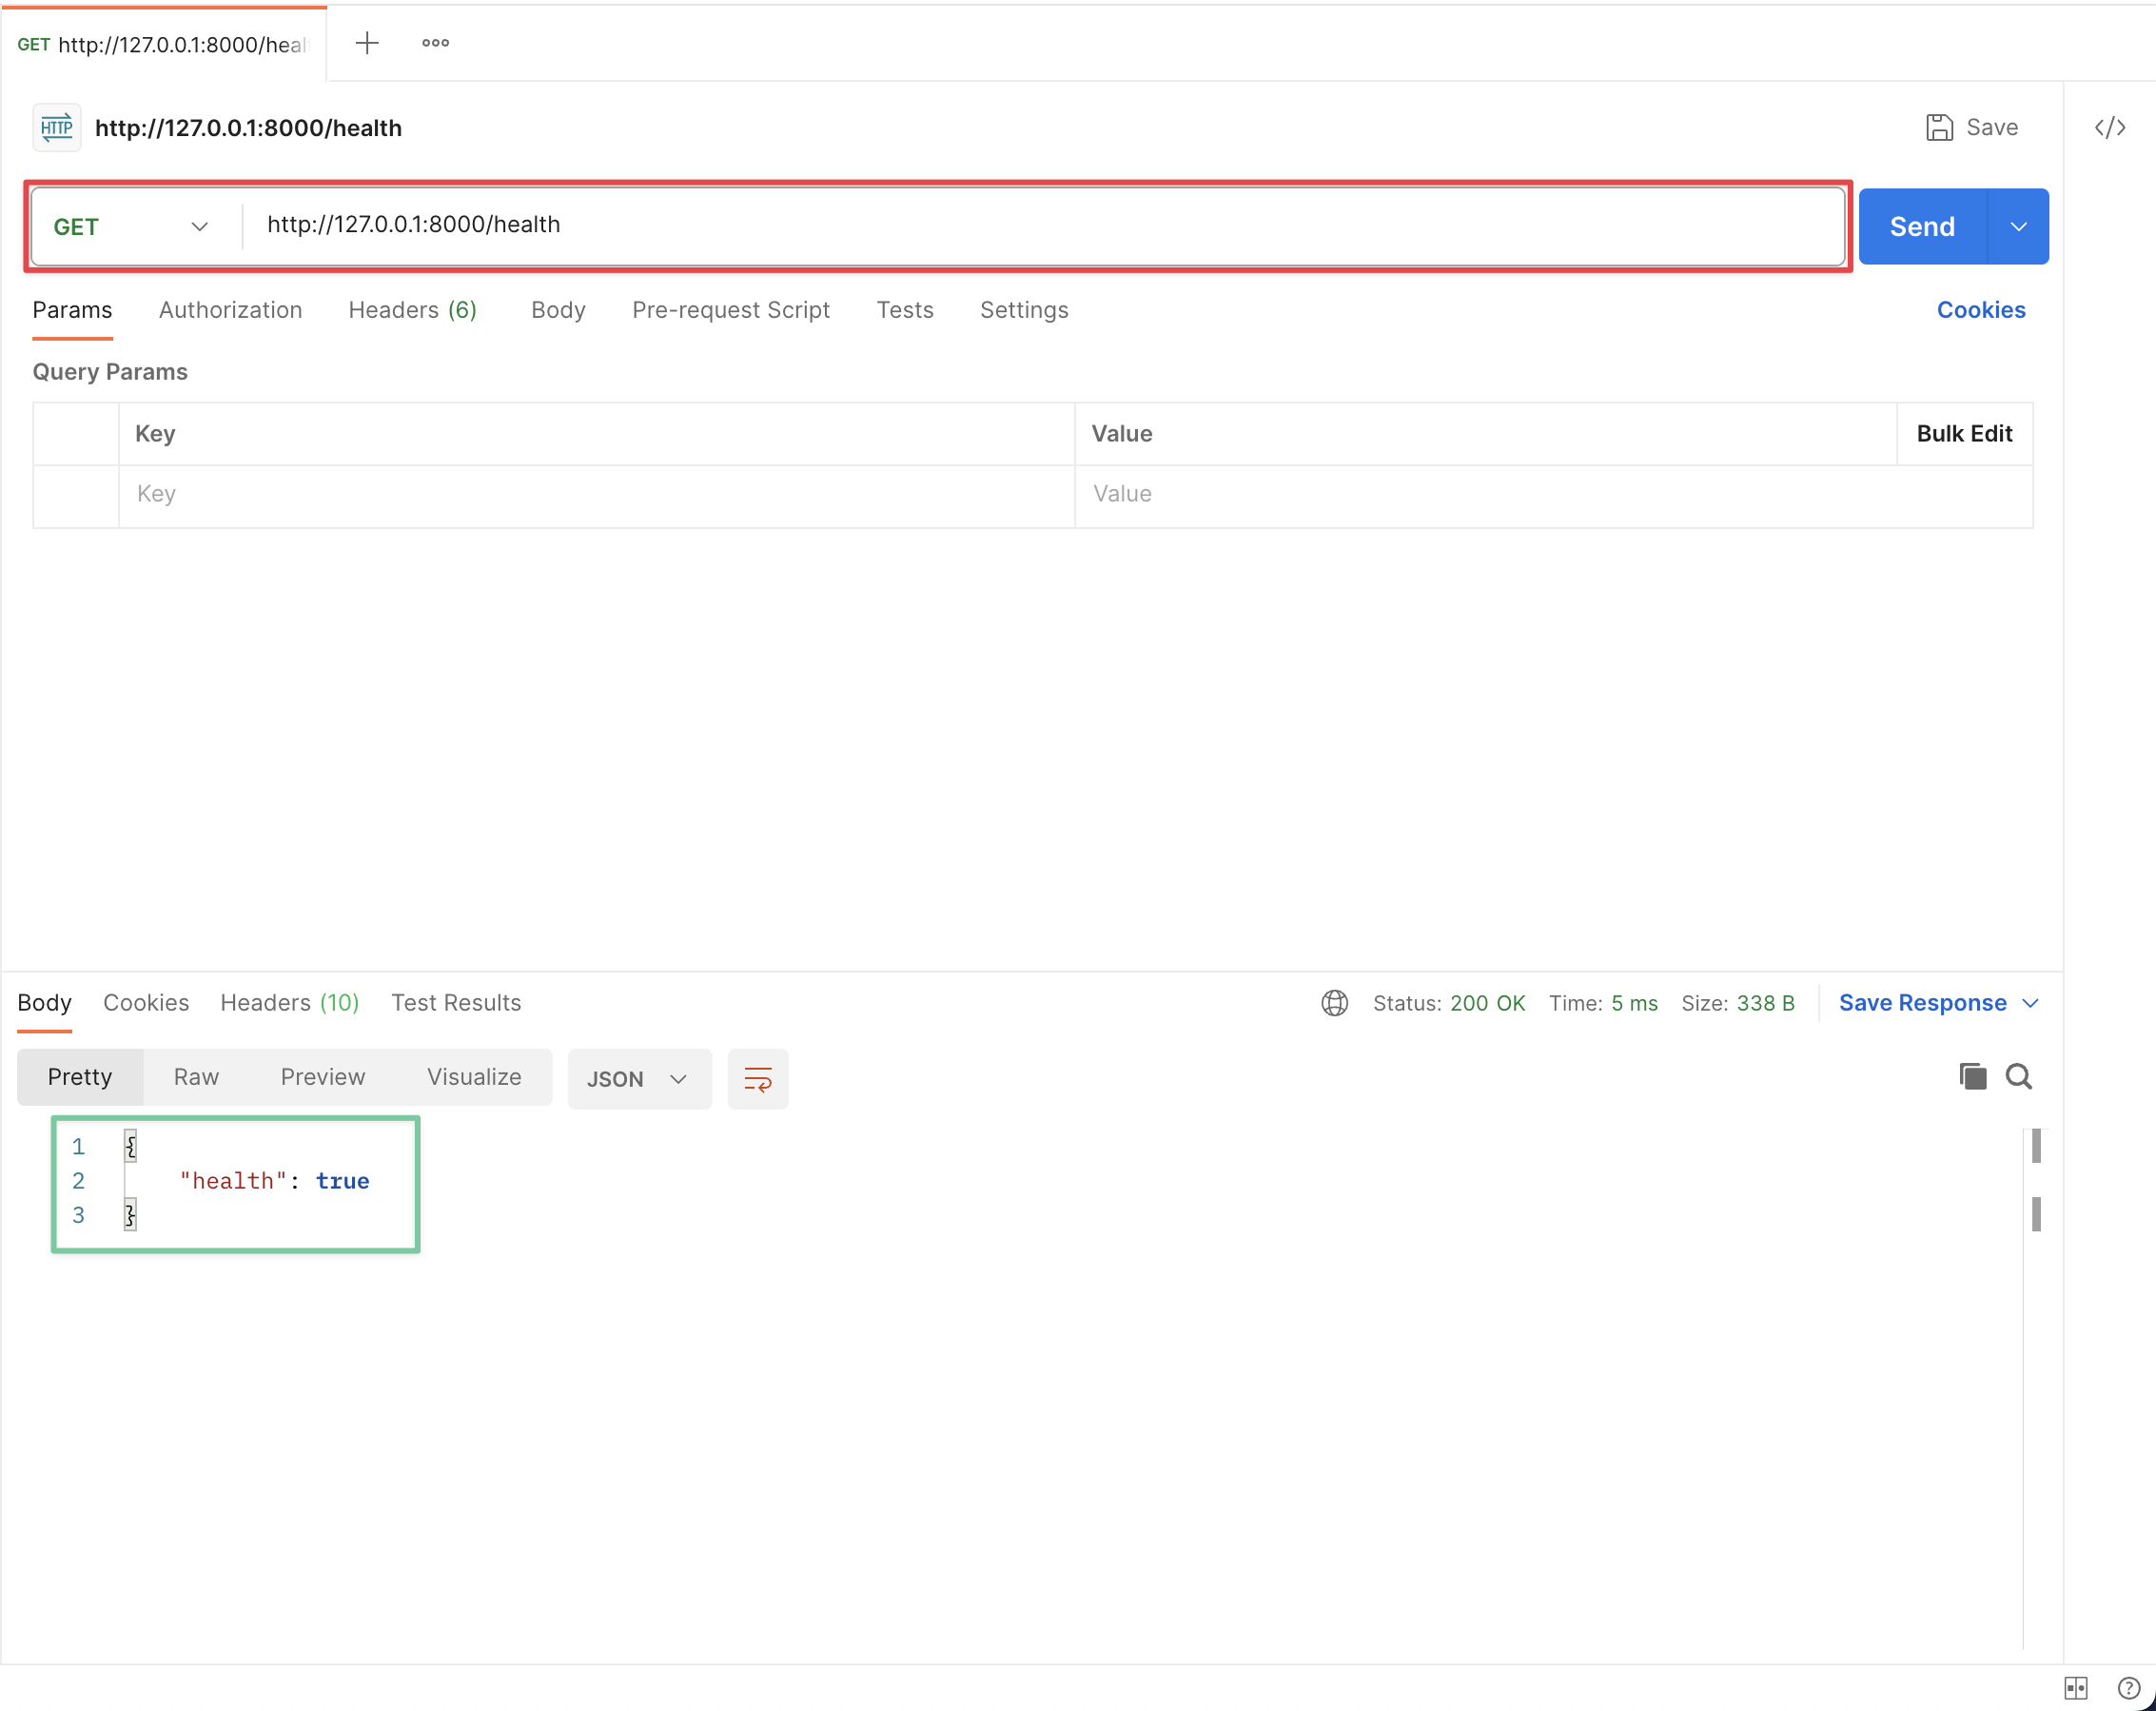 GET http://127.0.0.1:8000/heal
HTTP http://127.0.0.1:8000/health
Save
GET http://127.0.0.1:8000/health
Send
Params Authorization Headers (6) Body Pre-request Script Tests Settings Cookies
Query Params
Key Value Bulk Edit
Key Value
Body Cookies Headers (10) Test Results Status: 200 OK Time: 5 ms Size: 338 B Save Response
Pretty Raw Preview Visualize JSON
1 {
2 "health": true
3 }